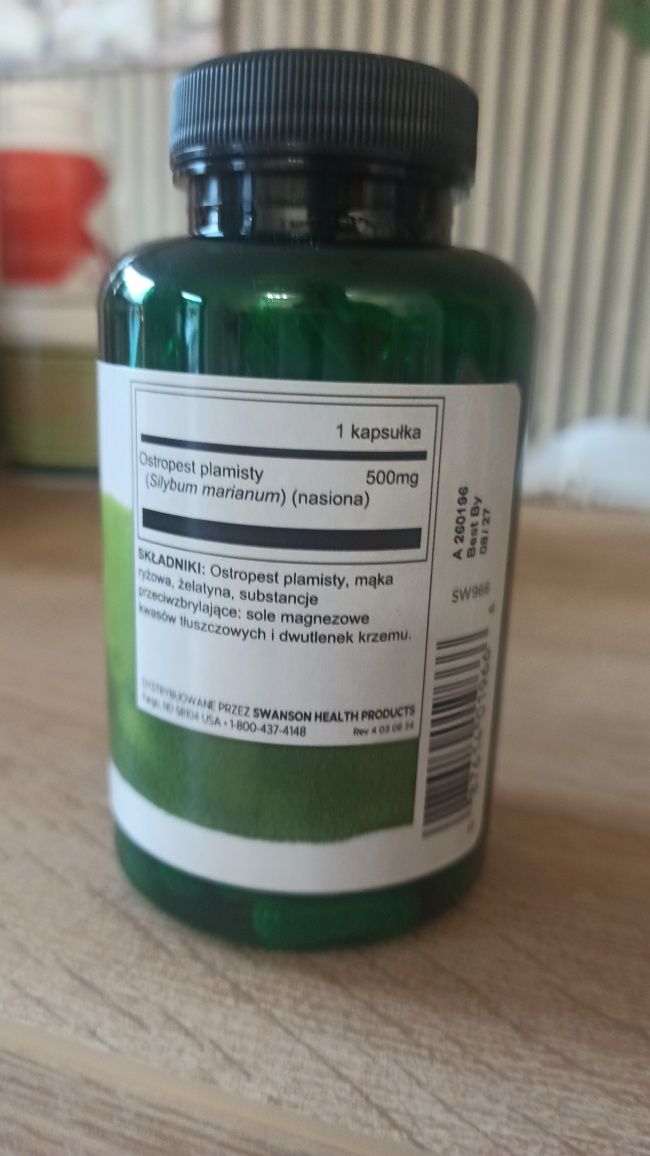 1 kapsułka
Ostropest plamisty 500mg
(Silybum marianum) (nasiona)
SKŁADNIKI: Ostropest plamisty, mąka
ryżowa, żelatyna, substancje
przeciwzbrylające: sole magnezowe
kwasów tłuszczowych i dwutlenek krzemu.
DYSTRYBUOWANE PRZEZ SWANSON HEALTH PRODUCTS
Fargo, ND 58104 USA • 1-800-437-4148 Rev 4 03 06 24
A 260196
Best By
08/27
SW966